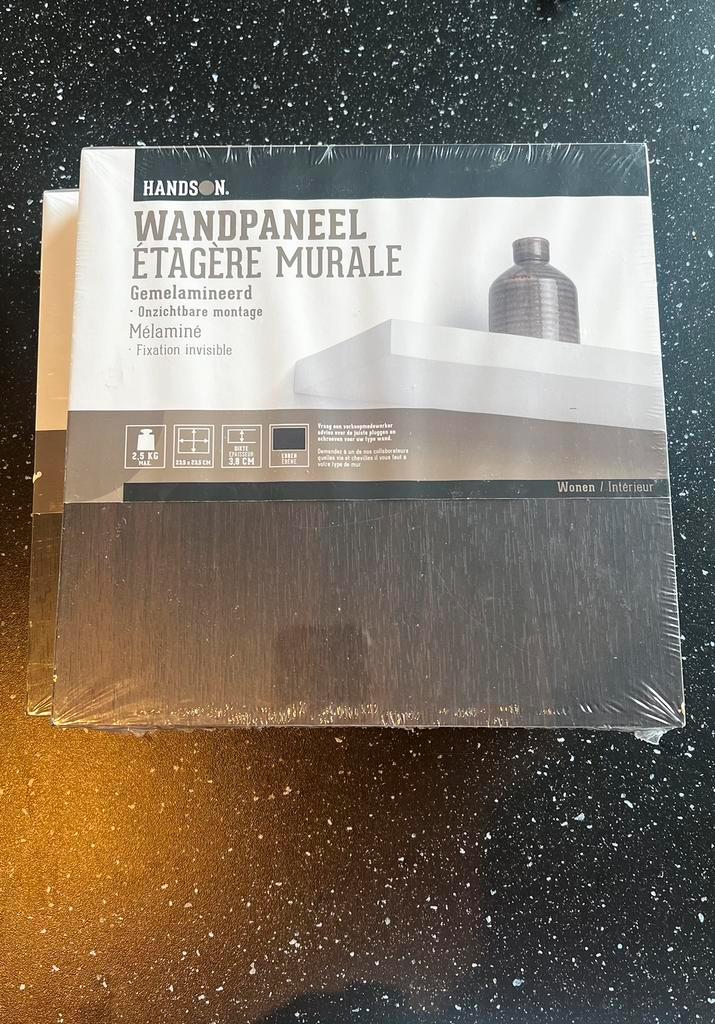 HANDSON.
WANDPANEEL
ÉTAGÈRE MURALE
Gemelamineerd
· Onzichtbare montage
Mélaminé
· Fixation invisible
2,5 KG
MAX.
23,5 x 23,5 CM
DIKTE
ÉPAISSEUR
3,8 CM
EBBEN
ÉBÈNE
Vraag een verkoopmedewerker
advies over de juiste pluggen en
schroeven voor uw type wand.
Demandez à un de nos collaborateurs
quelles vis et chevilles il vous faut à
votre type de mur
Wonen / Intérieur